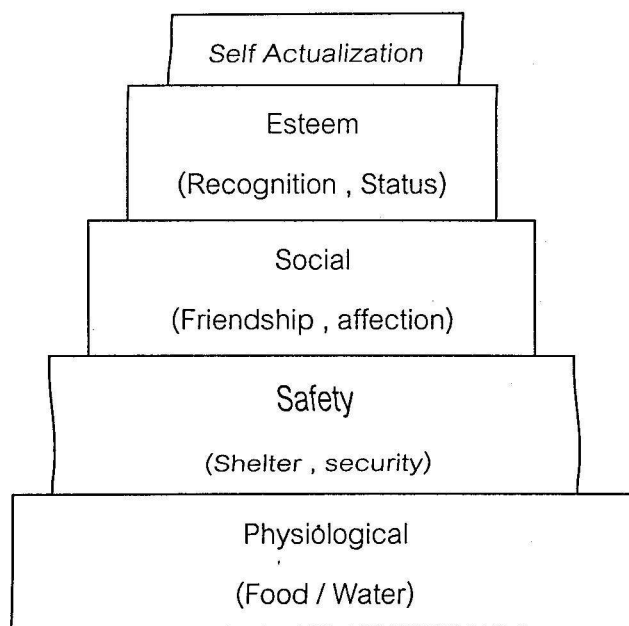 Self Actualization
Esteem
(Recognition , Status)
Social
(Friendship , affection)
Safety
(Shelter , security)
Physiological
(Food / Water)